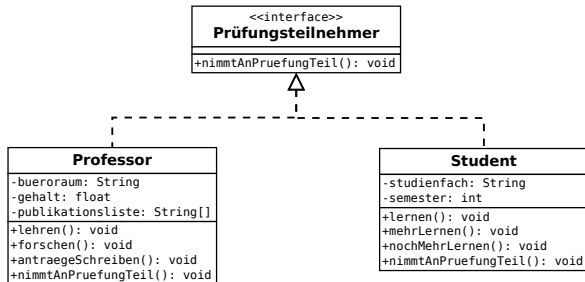 <<interface>>
Prüfungsteilnehmer
+nimmtAnPruefungTeil(): void
Professor
-bueroraum: String
-gehalt: float
-publikationsliste: String[]
+lehren(): void
+forschen(): void
+antraegeSchreiben(): void
+nimmtAnPruefungTeil(): void
Student
-studienfach: String
-semester: int
+lernen(): void
+mehrLernen(): void
+nochMehrLernen(): void
+nimmtAnPruefungTeil(): void